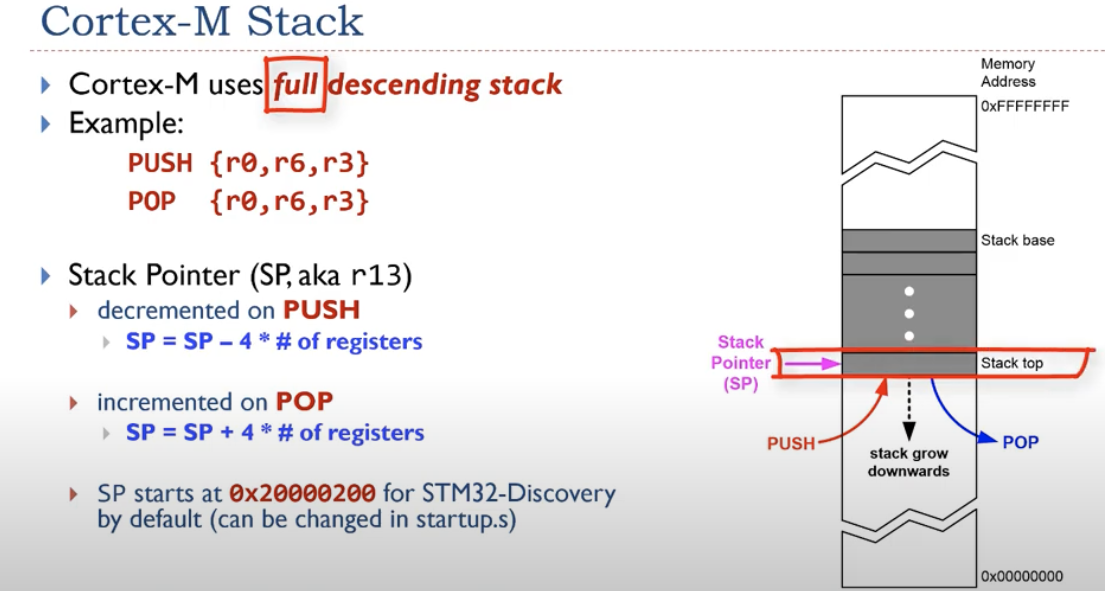 Cortex-M Stack
Cortex-M uses full descending stack
Example:
PUSH {r0,r6,r3}
POP {r0,r6,r3}
Stack Pointer (SP, aka r13)
decremented on PUSH
SP = SP – 4 * # of registers
incremented on POP
SP = SP + 4 * # of registers
SP starts at 0x20000200 for STM32-Discovery
by default (can be changed in startup.s)
Memory
Address
0xFFFFFFFF
Stack base
Stack
Pointer
(SP)
Stack top
PUSH
POP
stack grow
downwards
0x00000000